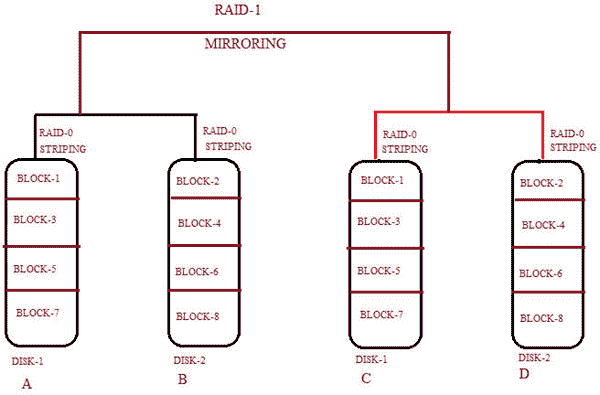 RAID-1
MIRRORING
RAID-0
STRIPING
RAID-0
STRIPING
RAID-0
STRIPING
RAID-0
STRIPING
BLOCK-1
BLOCK-3
BLOCK-5
BLOCK-7
DISK-1
A
BLOCK-2
BLOCK-4
BLOCK-6
BLOCK-8
DISK-2
B
BLOCK-1
BLOCK-3
BLOCK-5
BLOCK-7
DISK-1
C
BLOCK-2
BLOCK-4
BLOCK-6
BLOCK-8
DISK-2
D